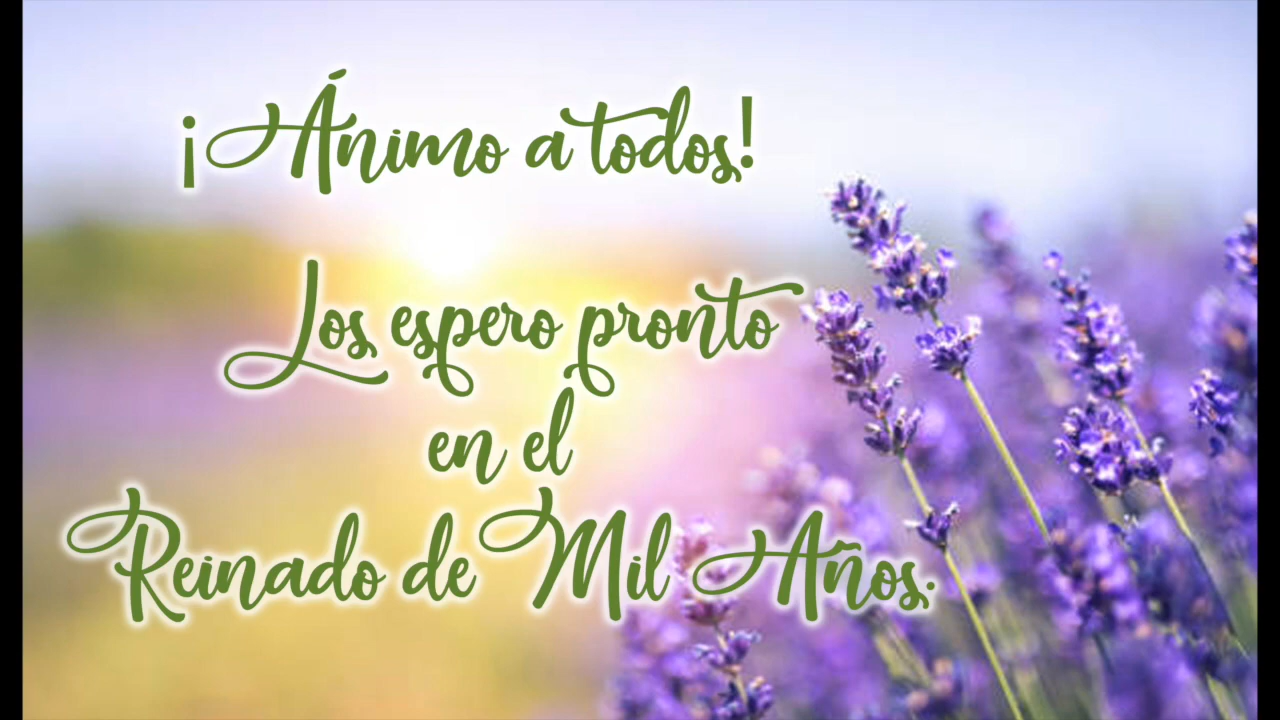 ¡Ánimo a todos!
Los espero pronto
en el
Reinado de Mil Años.